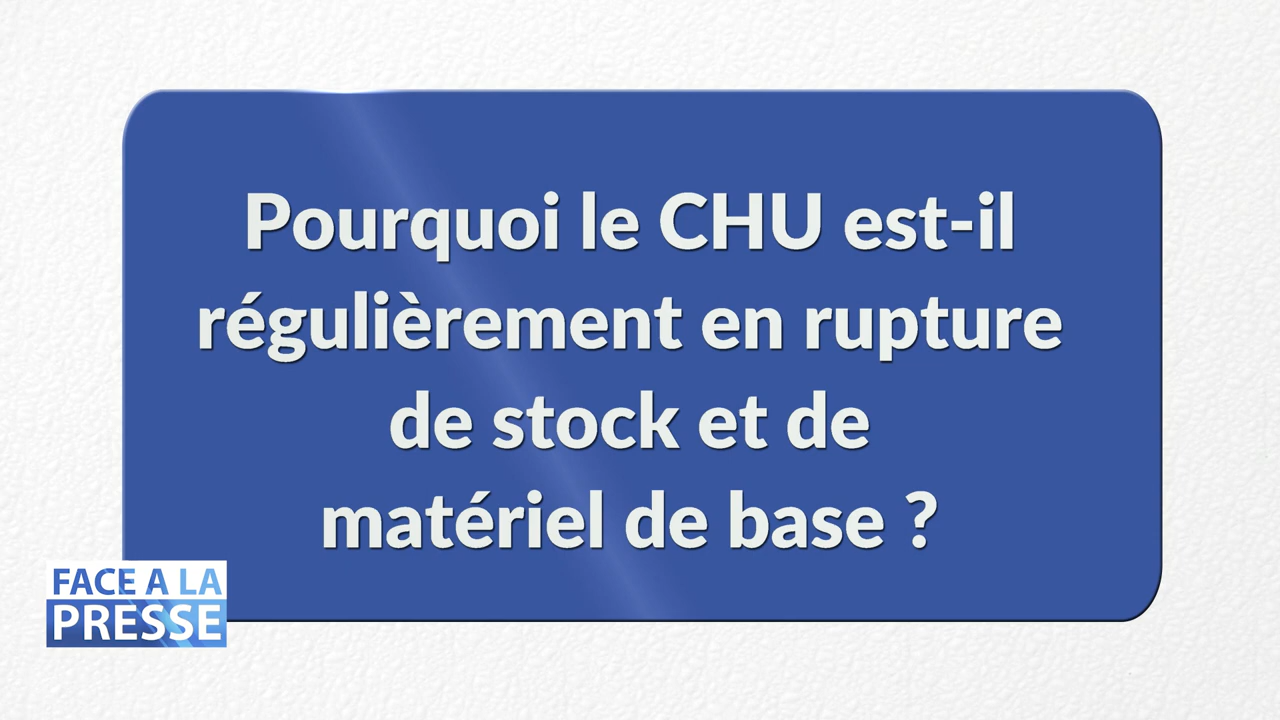 Pourquoi le CHU est-il
régulièrement en rupture
de stock et de
matériel de base ?
FACE A LA
PRESSE